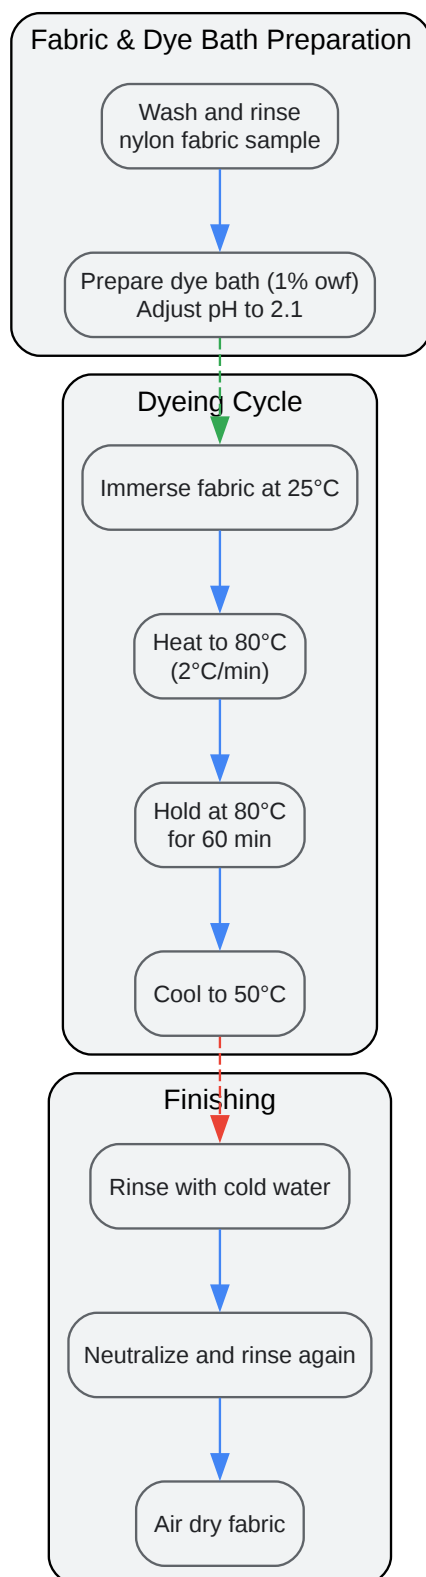 Fabric & Dye Bath Preparation
Wash and rinse
nylon fabric sample
Prepare dye bath (1% owf)
Adjust pH to 2.1
Dyeing Cycle
Immerse fabric at 25°C
Heat to 80°C
(2°C/min)
Hold at 80°C
for 60 min
Cool to 50°C
Finishing
Rinse with cold water
Neutralize and rinse again
Air dry fabric